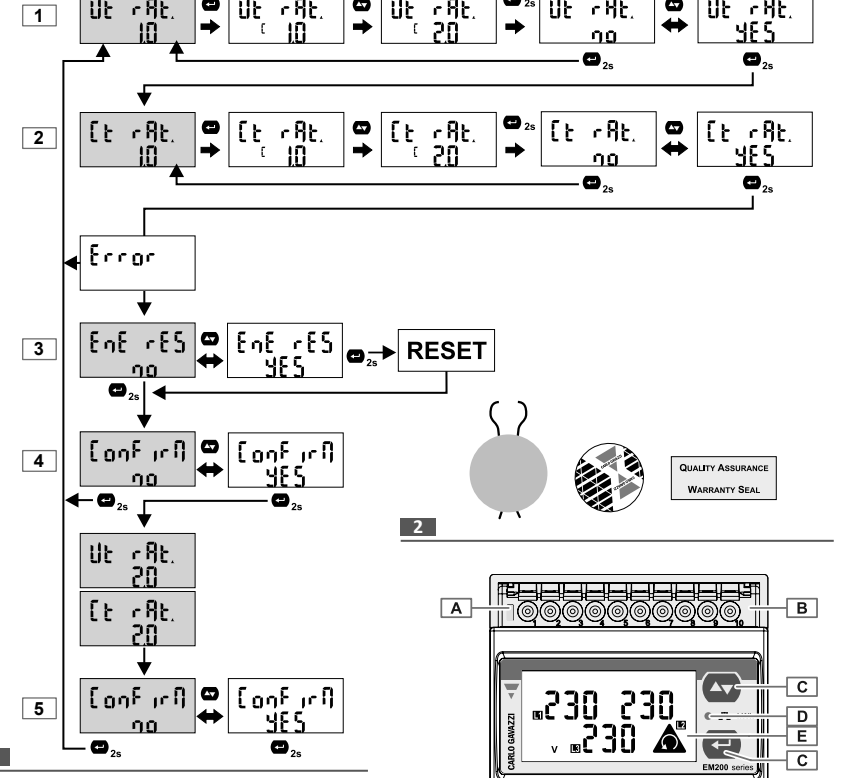 1
Ut rAt. Ut rAt. Ut rAt. 2s Ut rAt. Ut rAt.
1.0 1.0 2.0 no YES
2s 2s
2
Ct rAt. Ct rAt. Ct rAt. 2s Ct rAt. Ct rAt.
1.0 1.0 2.0 no YES
2s 2s
Error
3
EnE rES EnE rES
no YES
2s RESET
2s
4
ConFirM ConFirM
no YES
2s 2s
QUALITY ASSURANCE
WARRANTY SEAL
2
Ut rAt.
2.0
Ct rAt.
2.0
5
ConFirM ConFirM
no YES
2s 2s
A B
1 2 3 4 5 6 7 8 9 10
C
D
E
C
CARLO GAVAZZI
230 230
V 230
EM200 series